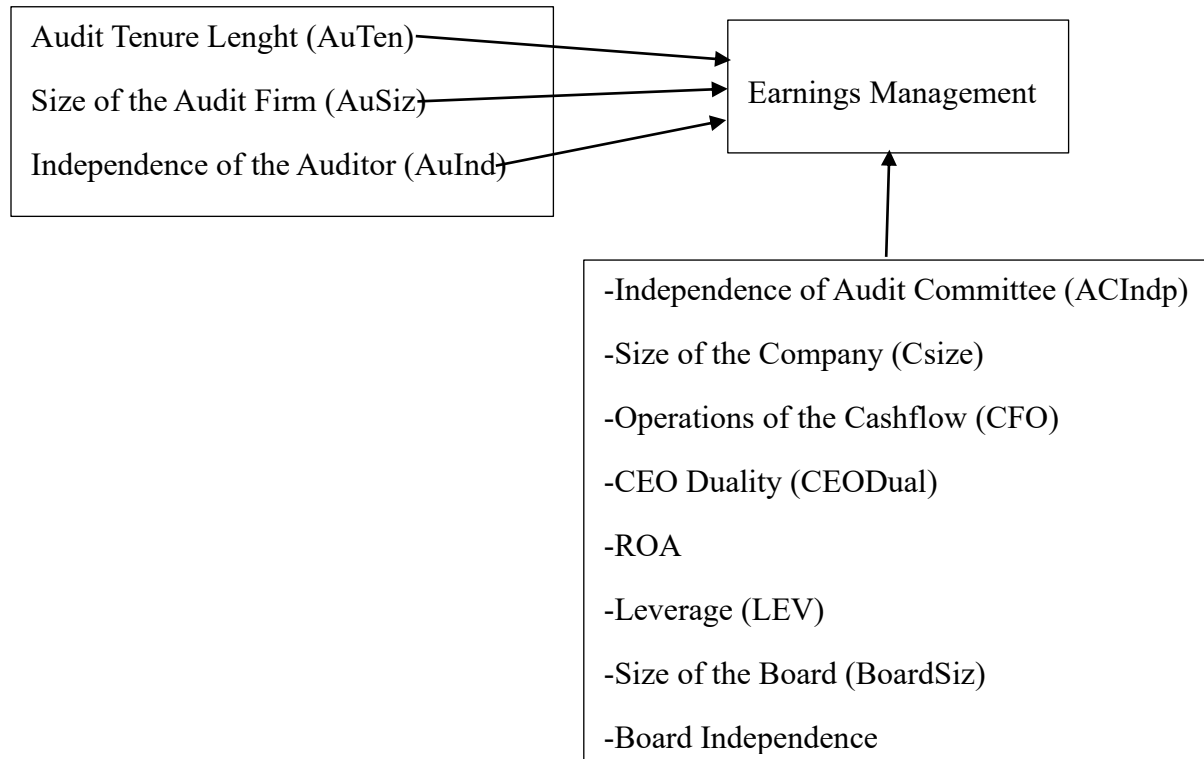 Audit Tenure Lenght (AuTen)
Size of the Audit Firm (AuSiz)
Independence of the Auditor (AuInd)
Earnings Management
-Independence of Audit Committee (ACIndp)
-Size of the Company (Csize)
-Operations of the Cashflow (CFO)
-CEO Duality (CEODual)
-ROA
-Leverage (LEV)
-Size of the Board (BoardSiz)
-Board Independence